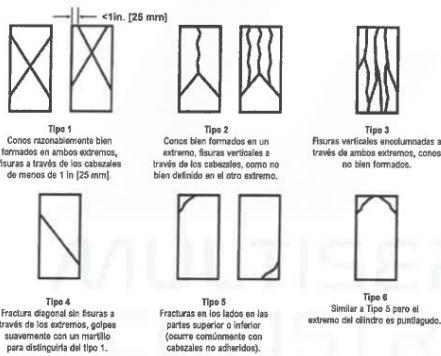 <1in. [25 mm]
Tipo 1
Conos razonablemente bien
formados en ambos extremos,
fisuras a través de los cabezales
de menos de 1 in [25 mm].
Tipo 2
Conos bien formados en un
extremo, fisuras verticales a
través de los cabezales, como no
bien definido en el otro extremo.
Tipo 3
Fisuras verticales encolumnadas a
través de ambos extremos, conos
no bien formados.
Tipo 4
Fractura diagonal sin fisuras a
través de los extremos, golpee
suavemente con un martillo
para distinguirla del tipo 1.
Tipo 5
Fracturas en los lados en las
partes superior o inferior
(ocurre comúnmente con
cabezales no adheridos).
Tipo 6
Similar a Tipo 5 pero el
extremo del cilindro es puntiagudo.